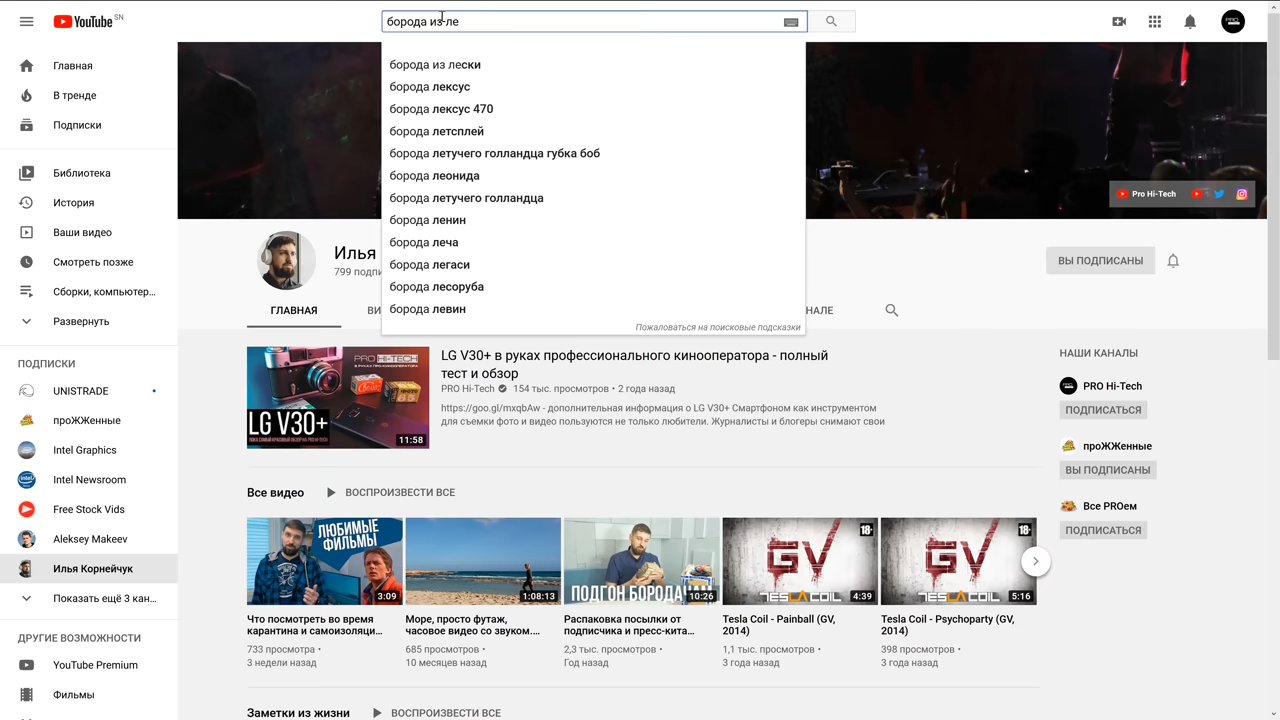 YouTube SN
борода из-ле
Главная
В тренде
Подписки
Библиотека
История
Ваши видео
Смотреть позже
Сборки, компьютер...
Развернуть
ПОДПИСКИ
UNISTRADE
проЖЖенные
Intel Graphics
Intel Newsroom
Free Stock Vids
Aleksey Makeev
Илья Корнейчук
Показать ещё 3 кан...
ДРУГИЕ ВОЗМОЖНОСТИ
YouTube Premium
Фильмы
борода из лески
борода лексус
борода лексус 470
борода летсплей
борода летучего голландца губка боб
борода леонида
борода летучего голландца
борода ленин
борода леча
борода легаси
борода лесоруба
борода левин
Пожаловаться на поисковые подсказки
Pro Hi-Tech
Илья
799 подпи
ВЫ ПОДПИСАНЫ
ГЛАВНАЯ
ВИ
НАЛЕ
PRO HI-TECH
LG V30+
11:58
LG V30+ в руках профессионального кинооператора - полный
тест и обзор
PRO Hi-Tech 154 тыс. просмотров • 2 года назад
https://goo.gl/mxqbAw - дополнительная информация о LG V30+ Смартфоном как инструментом
для съемки фото и видео пользуются не только любители. Журналисты и блогеры снимают свои
НАШИ КАНАЛЫ
PRO Hi-Tech
ПОДПИСАТЬСЯ
проЖЖенные
ВЫ ПОДПИСАНЫ
Все PROем
ПОДПИСАТЬСЯ
Все видео ВОСПРОИЗВЕСТИ ВСЕ
ЛЮБИМЫЕ
ФИЛЬМЫ
3:09
Что посмотреть во время
карантина и самоизоляци...
733 просмотра •
3 недели назад
1:08:13
Море, просто футаж,
часовое видео со звуком....
685 просмотров •
10 месяцев назад
ПОДГОН БОРОДАЧ
10:26
Распаковка посылки от
подписчика и пресс-кита...
2,3 тыс. просмотров •
Год назад
18+
GV
TESLA COIL
4:39
Tesla Coil - Painball (GV,
2014)
1,1 тыс. просмотров •
3 года назад
18+
GV
TESLA COIL
5:16
Tesla Coil - Psychoparty (GV,
2014)
398 просмотров •
3 года назад
Заметки из жизни ВОСПРОИЗВЕСТИ ВСЕ